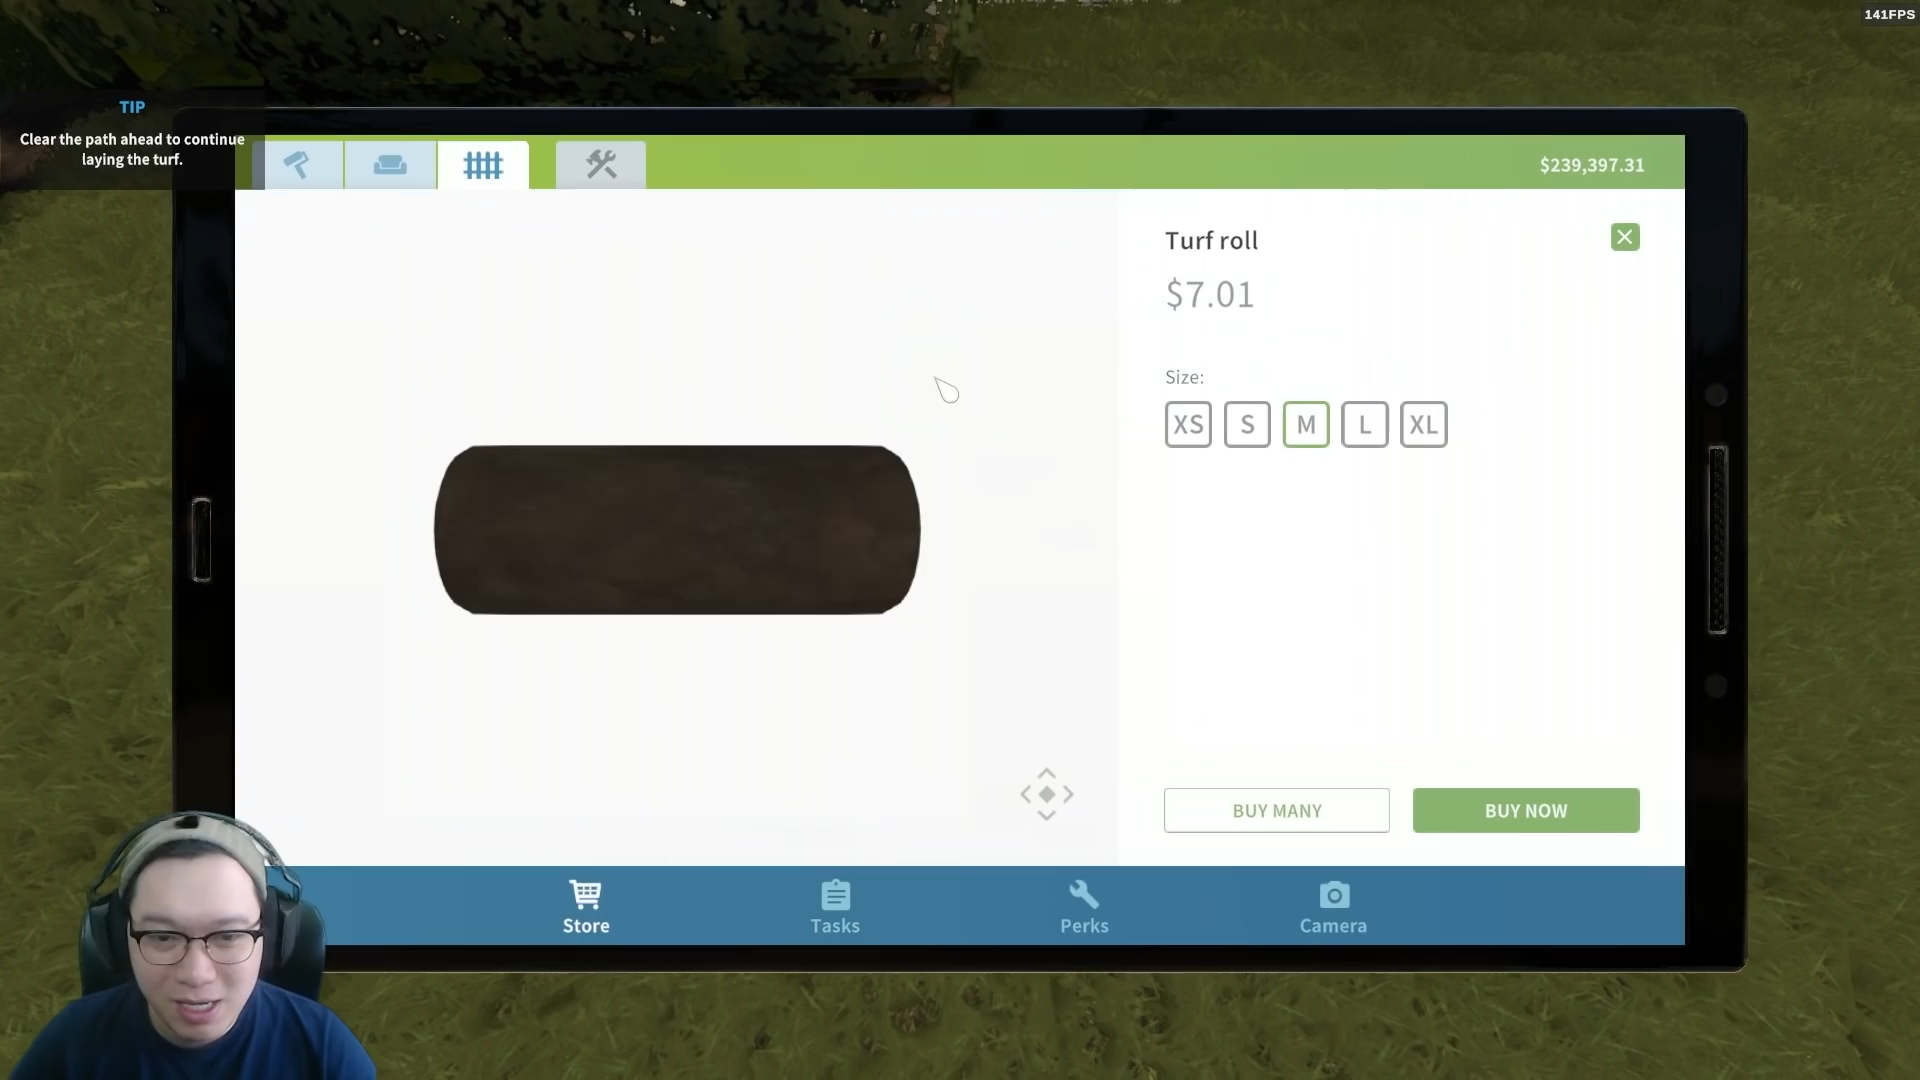 141FPS
TIP
Clear the path ahead to continue
laying the turf.
$239,397.31
Turf roll
$7.01
Size:
XS S M L XL
BUY MANY BUY NOW
Store Tasks Perks Camera